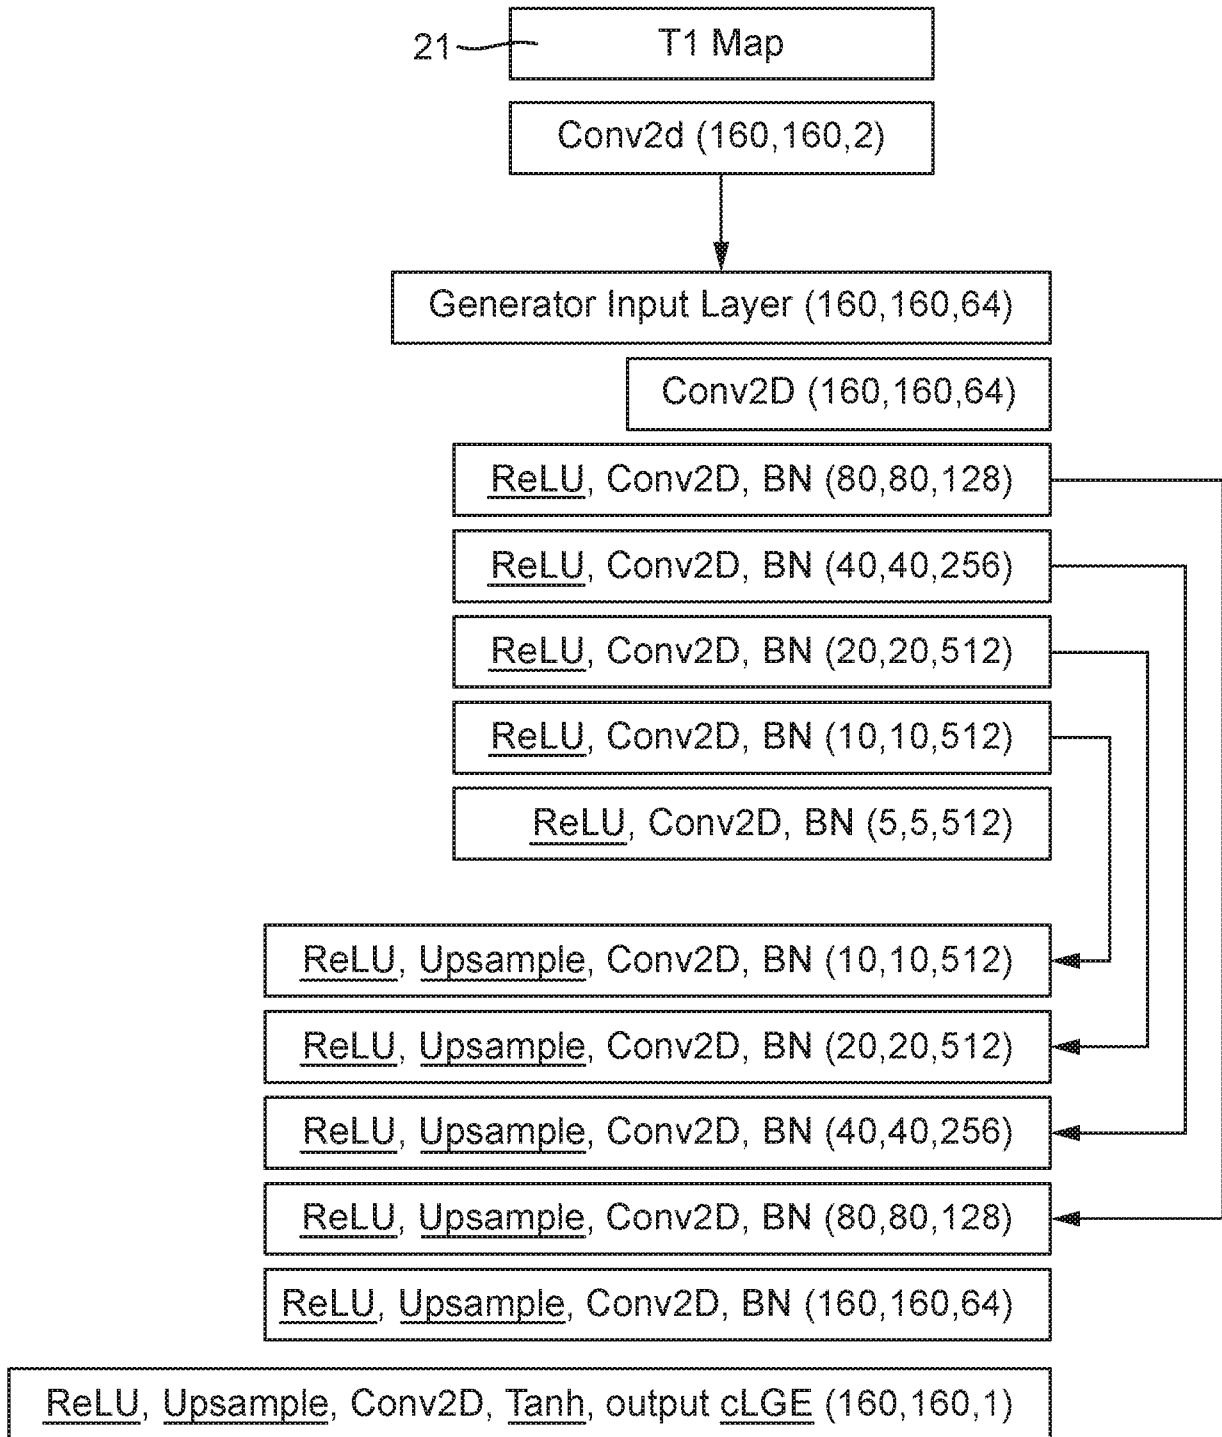 21
T1 Map
Conv2d (160,160,2)
Generator Input Layer (160,160,64)
Conv2D (160,160,64)
ReLU, Conv2D, BN (80,80,128)
ReLU, Conv2D, BN (40,40,256)
ReLU, Conv2D, BN (20,20,512)
ReLU, Conv2D, BN (10,10,512)
ReLU, Conv2D, BN (5,5,512)
ReLU, Upsample, Conv2D, BN (10,10,512)
ReLU, Upsample, Conv2D, BN (20,20,512)
ReLU, Upsample, Conv2D, BN (40,40,256)
ReLU, Upsample, Conv2D, BN (80,80,128)
ReLU, Upsample, Conv2D, BN (160,160,64)
ReLU, Upsample, Conv2D, Tanh, output cLGE (160,160,1)